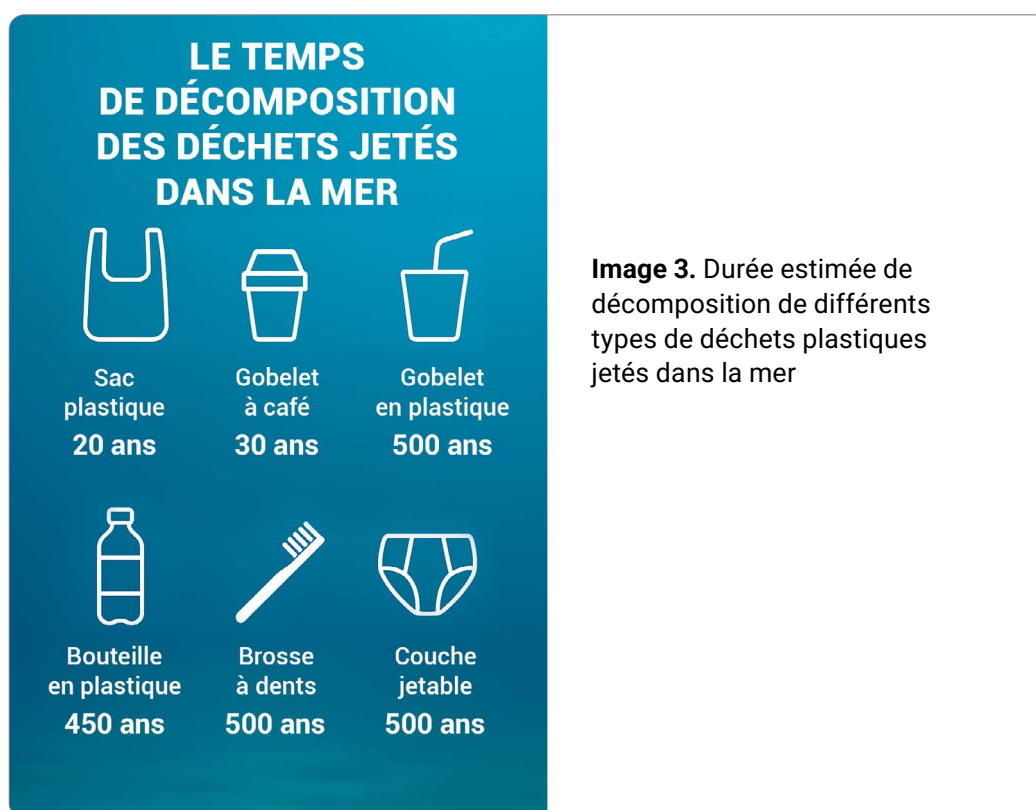 LE TEMPS
DE DÉCOMPOSITION
DES DÉCHETS JETÉS
DANS LA MER
Sac
plastique
20 ans
Gobelet
à café
30 ans
Gobelet
en plastique
500 ans
Bouteille
en plastique
450 ans
Brosse
à dents
500 ans
Couche
jetable
500 ans
Image 3. Durée estimée de
décomposition de différents
types de déchets plastiques
jetés dans la mer